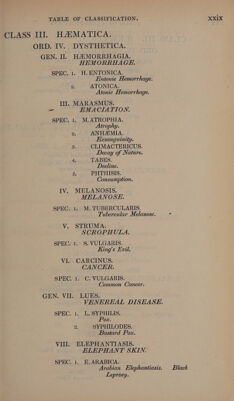 TABLE OF CLASSIFICATION. XXIX
CLASS III. HÆMATICA.
ORD. IV. DYSTHETICA.
GEN. II. HÆMORRHAGIA.
HEMORRHAGE.
SPEC. 1. H. ENTONICA.
Entonic Hemorrhage.
2. ATONICA.
Atonic Hemorrhage.
III. MARASMUS.
EMACIATION.
SPEC. 1. M.ATROPHIA.
Atrophy.
2. ANHÆMIA.
Exsanguinity.
3. CLIMACTERICUS.
Decay of Nature.
4. TABES.
Decline.
5. PHTHISIS.
Consumption.
IV. MELANOSIS.
MELANOSE.
SPEC. 1. M. TUBERCULARIS.
Tubercular Melanose.
V. STRUMA.
SCROPHULA.
SPEC. 1. S. VULGARIS.
King's Evil.
VI. CARCINUS.
CANCER.
SPEC. 1. C. VULGARIS.
Common Cancer.
GEN. VII. LUES.
VENEREAL DISEASE.
SPEC. 1. L. SYPHILIS.
Pox.
2. SYPHILODES.
Bastard Pox.
VIII. ELEPHANTIASIS.
ELEPHANT SKIN.
SPEC. 1. E. ARABICA.
Arabian Elephantiasis. Black
Leprosy.